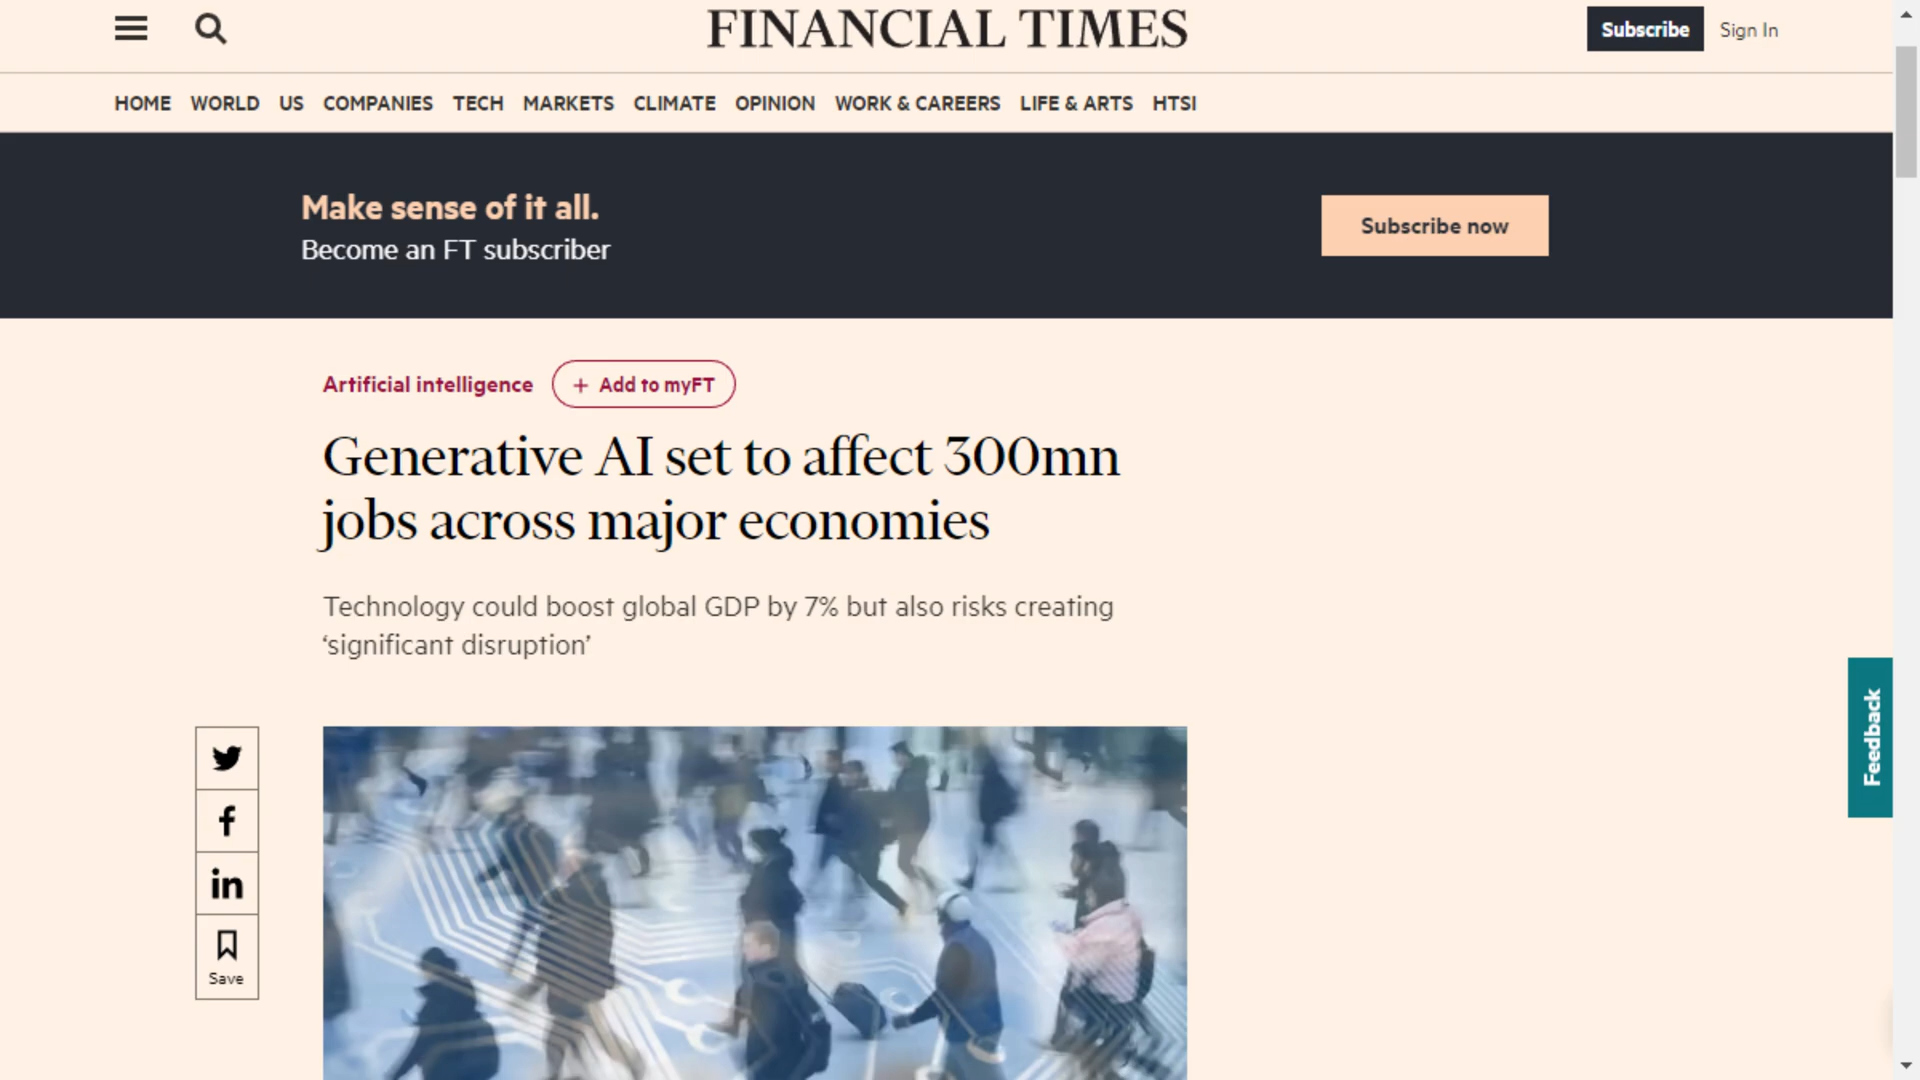 FINANCIAL TIMES
Subscribe Sign In
HOME WORLD US COMPANIES TECH MARKETS CLIMATE OPINION WORK & CAREERS LIFE & ARTS HTSI
Make sense of it all.
Become an FT subscriber
Subscribe now
Artificial intelligence + Add to myFT
Generative AI set to affect 300mn
jobs across major economies
Technology could boost global GDP by 7% but also risks creating
‘significant disruption’
Save
Feedback